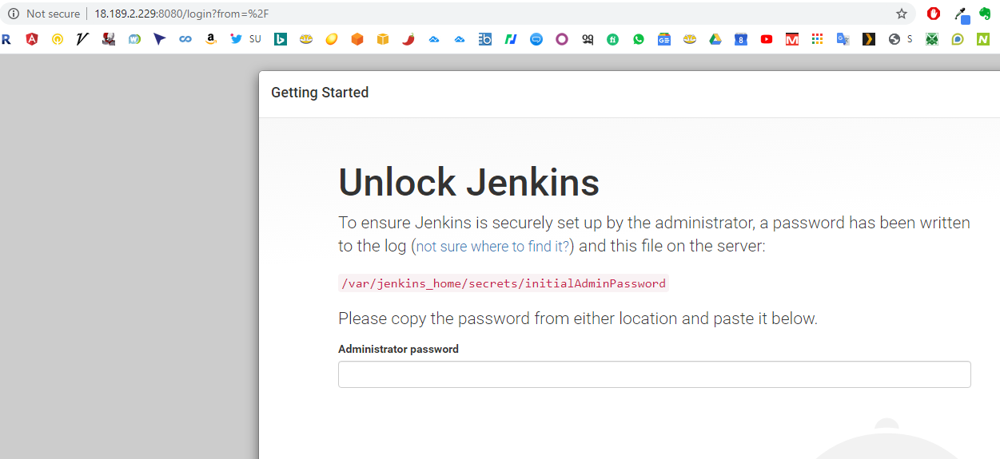 Not secure | 18.189.2.229:8080/login?from=%2F
SU S
Getting Started
Unlock Jenkins
To ensure Jenkins is securely set up by the administrator, a password has been written
to the log (not sure where to find it?) and this file on the server:
/var/jenkins_home/secrets/initialAdminPassword
Please copy the password from either location and paste it below.
Administrator password